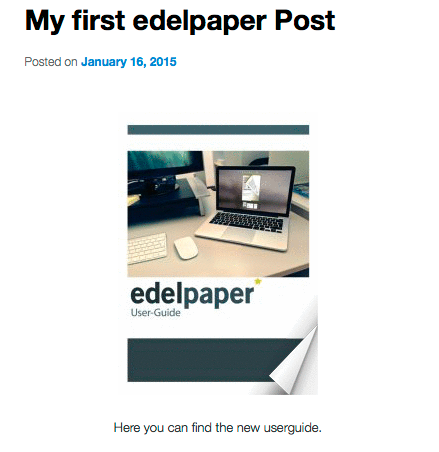 My first edelpaper Post
Posted on January 16, 2015
edelpaper
User-Guide
Here you can find the new userguide.